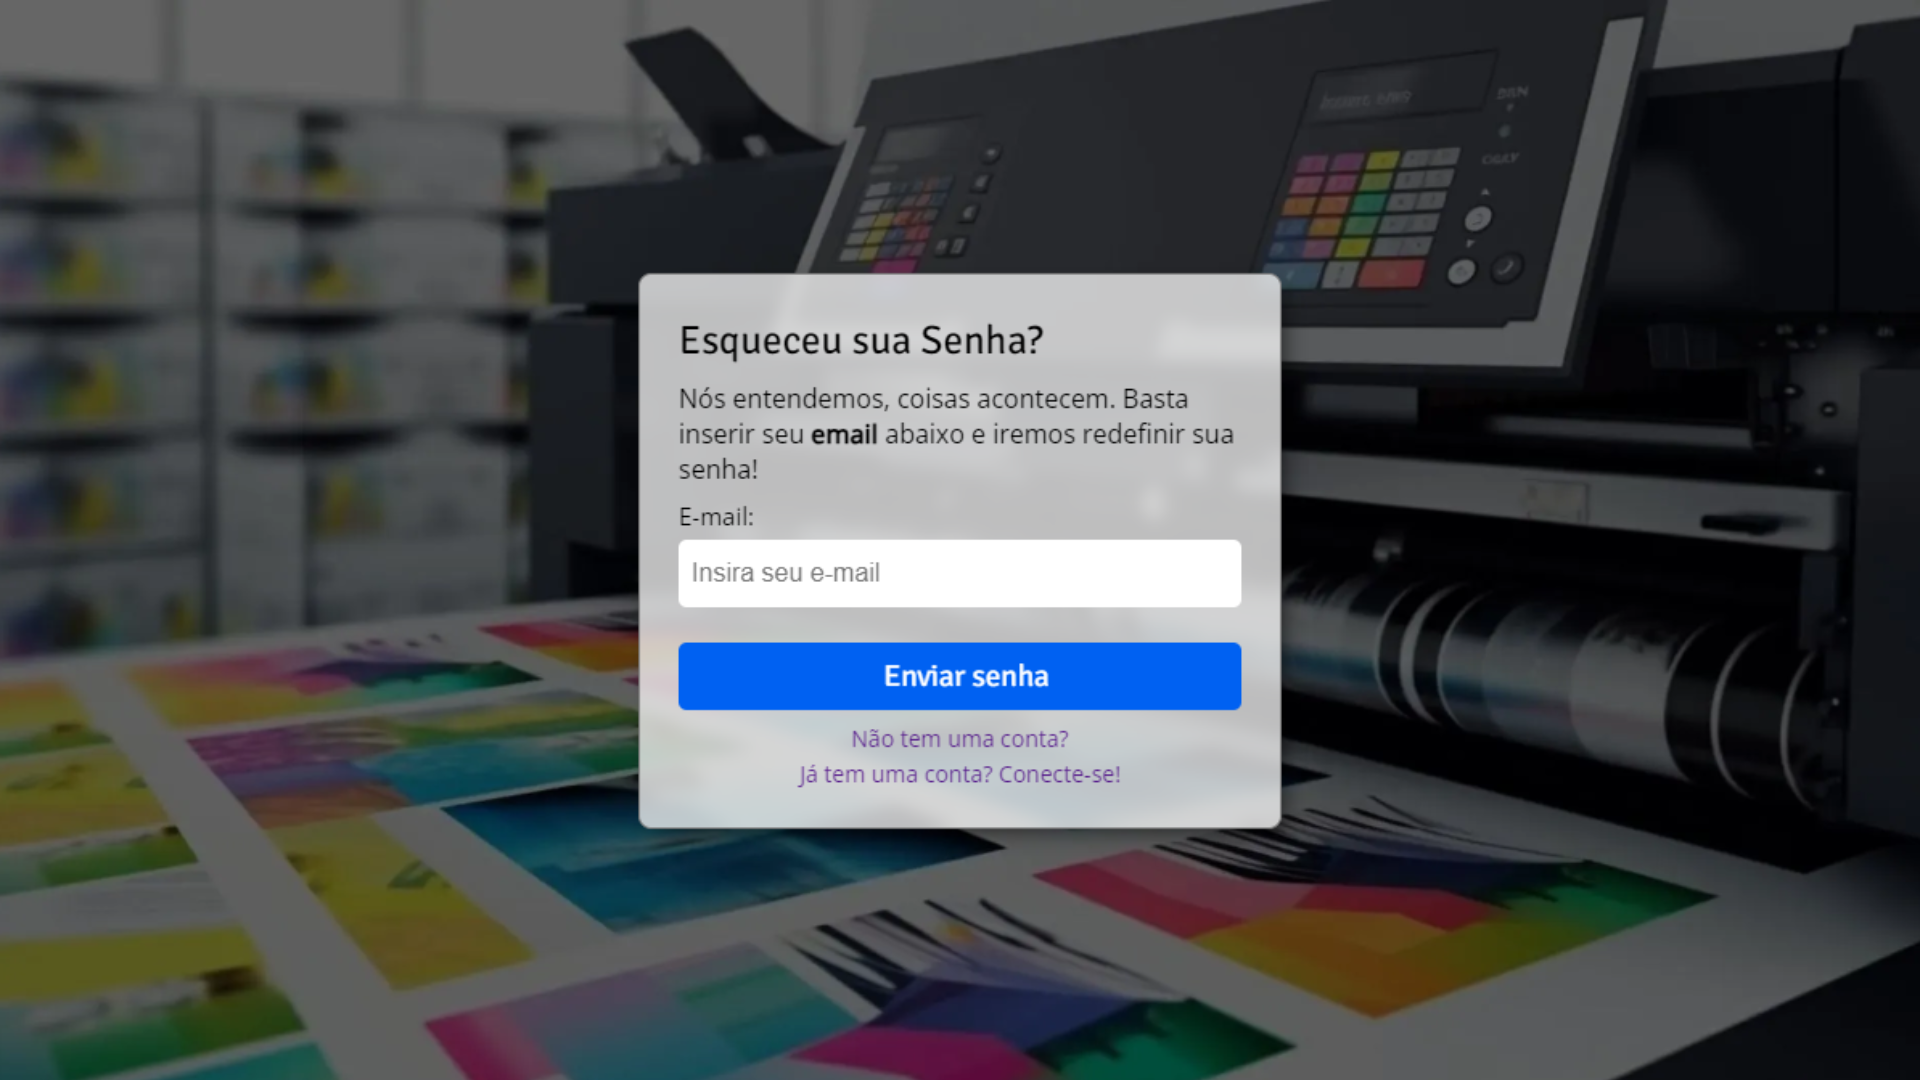 Esqueceu sua Senha?
Nós entendemos, coisas acontecem. Basta
inserir seu email abaixo e iremos redefinir sua
senha!
E-mail:
Insira seu e-mail
Enviar senha
Não tem uma conta?
Já tem uma conta? Conecte-se!